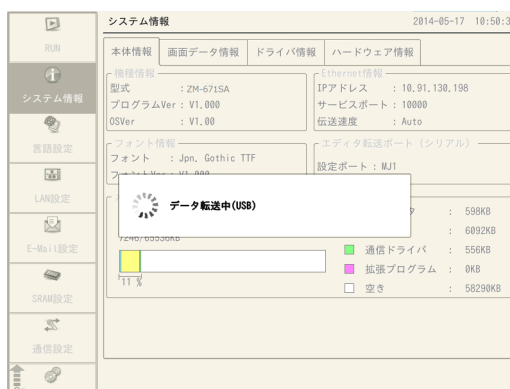 システム情報
2014-05-17 10:50:3
RUN
システム情報
言語設定
LAN設定
E-Mail設定
SRAM設定
通信設定
本体情報
画面データ情報
ドライバ情報
ハードウェア情報
機種情報
型式 :ZM-671SA
プログラムVer : V1.000
OSVer : V1.00
Ethernet情報
IPアドレス : 10.91.130.198
サービスポート : 10000
伝送速度 : Auto
フォント情報
フォント : Jpn. Gothic TTF
エディタ転送ポート (シリアル)
設定ポート : MJ1
データ転送中(USB)
7246/65536KB
11 %
: 598KB
: 6092KB
通信ドライバ : 556KB
拡張プログラム : 0KB
空き : 58290KB